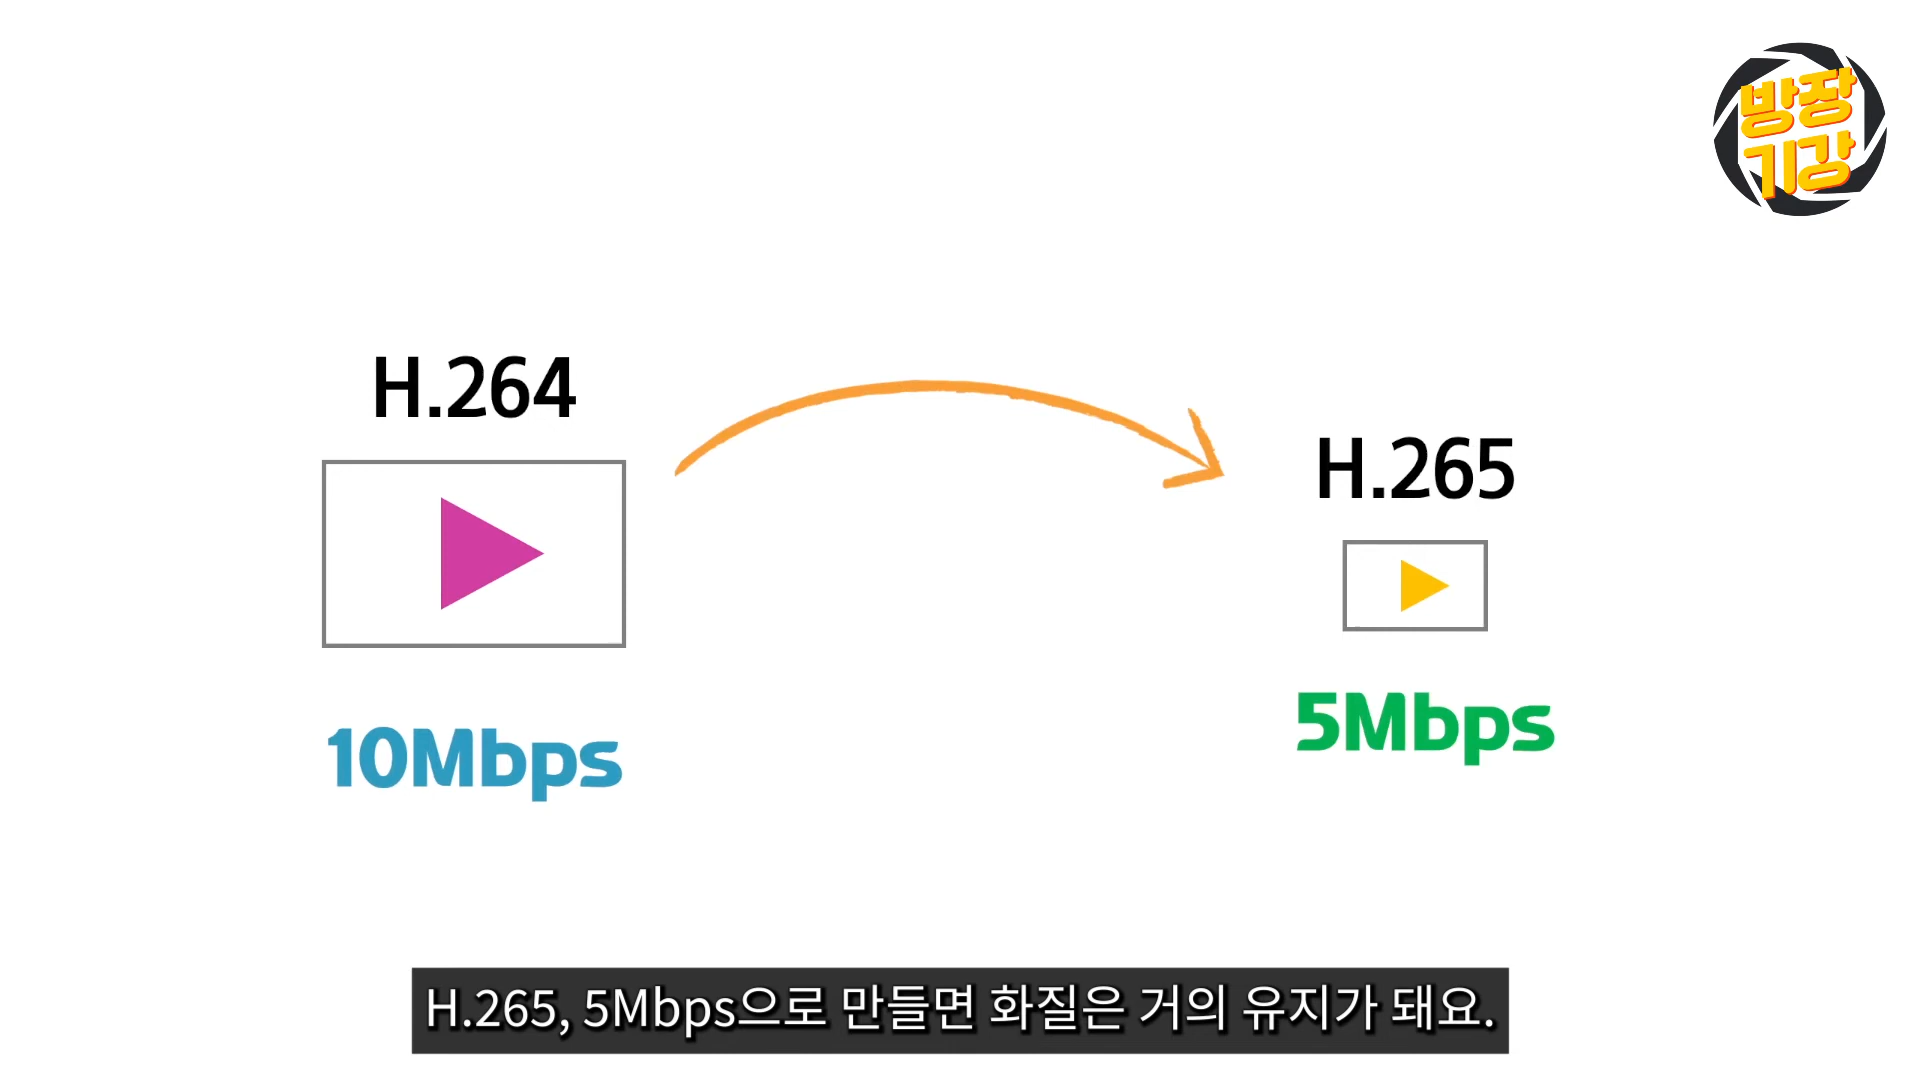 방장
기강
H.264
H.265
10Mbps
5Mbps
H.265, 5Mbps으로 만들면 화질은 거의 유지가 돼요.